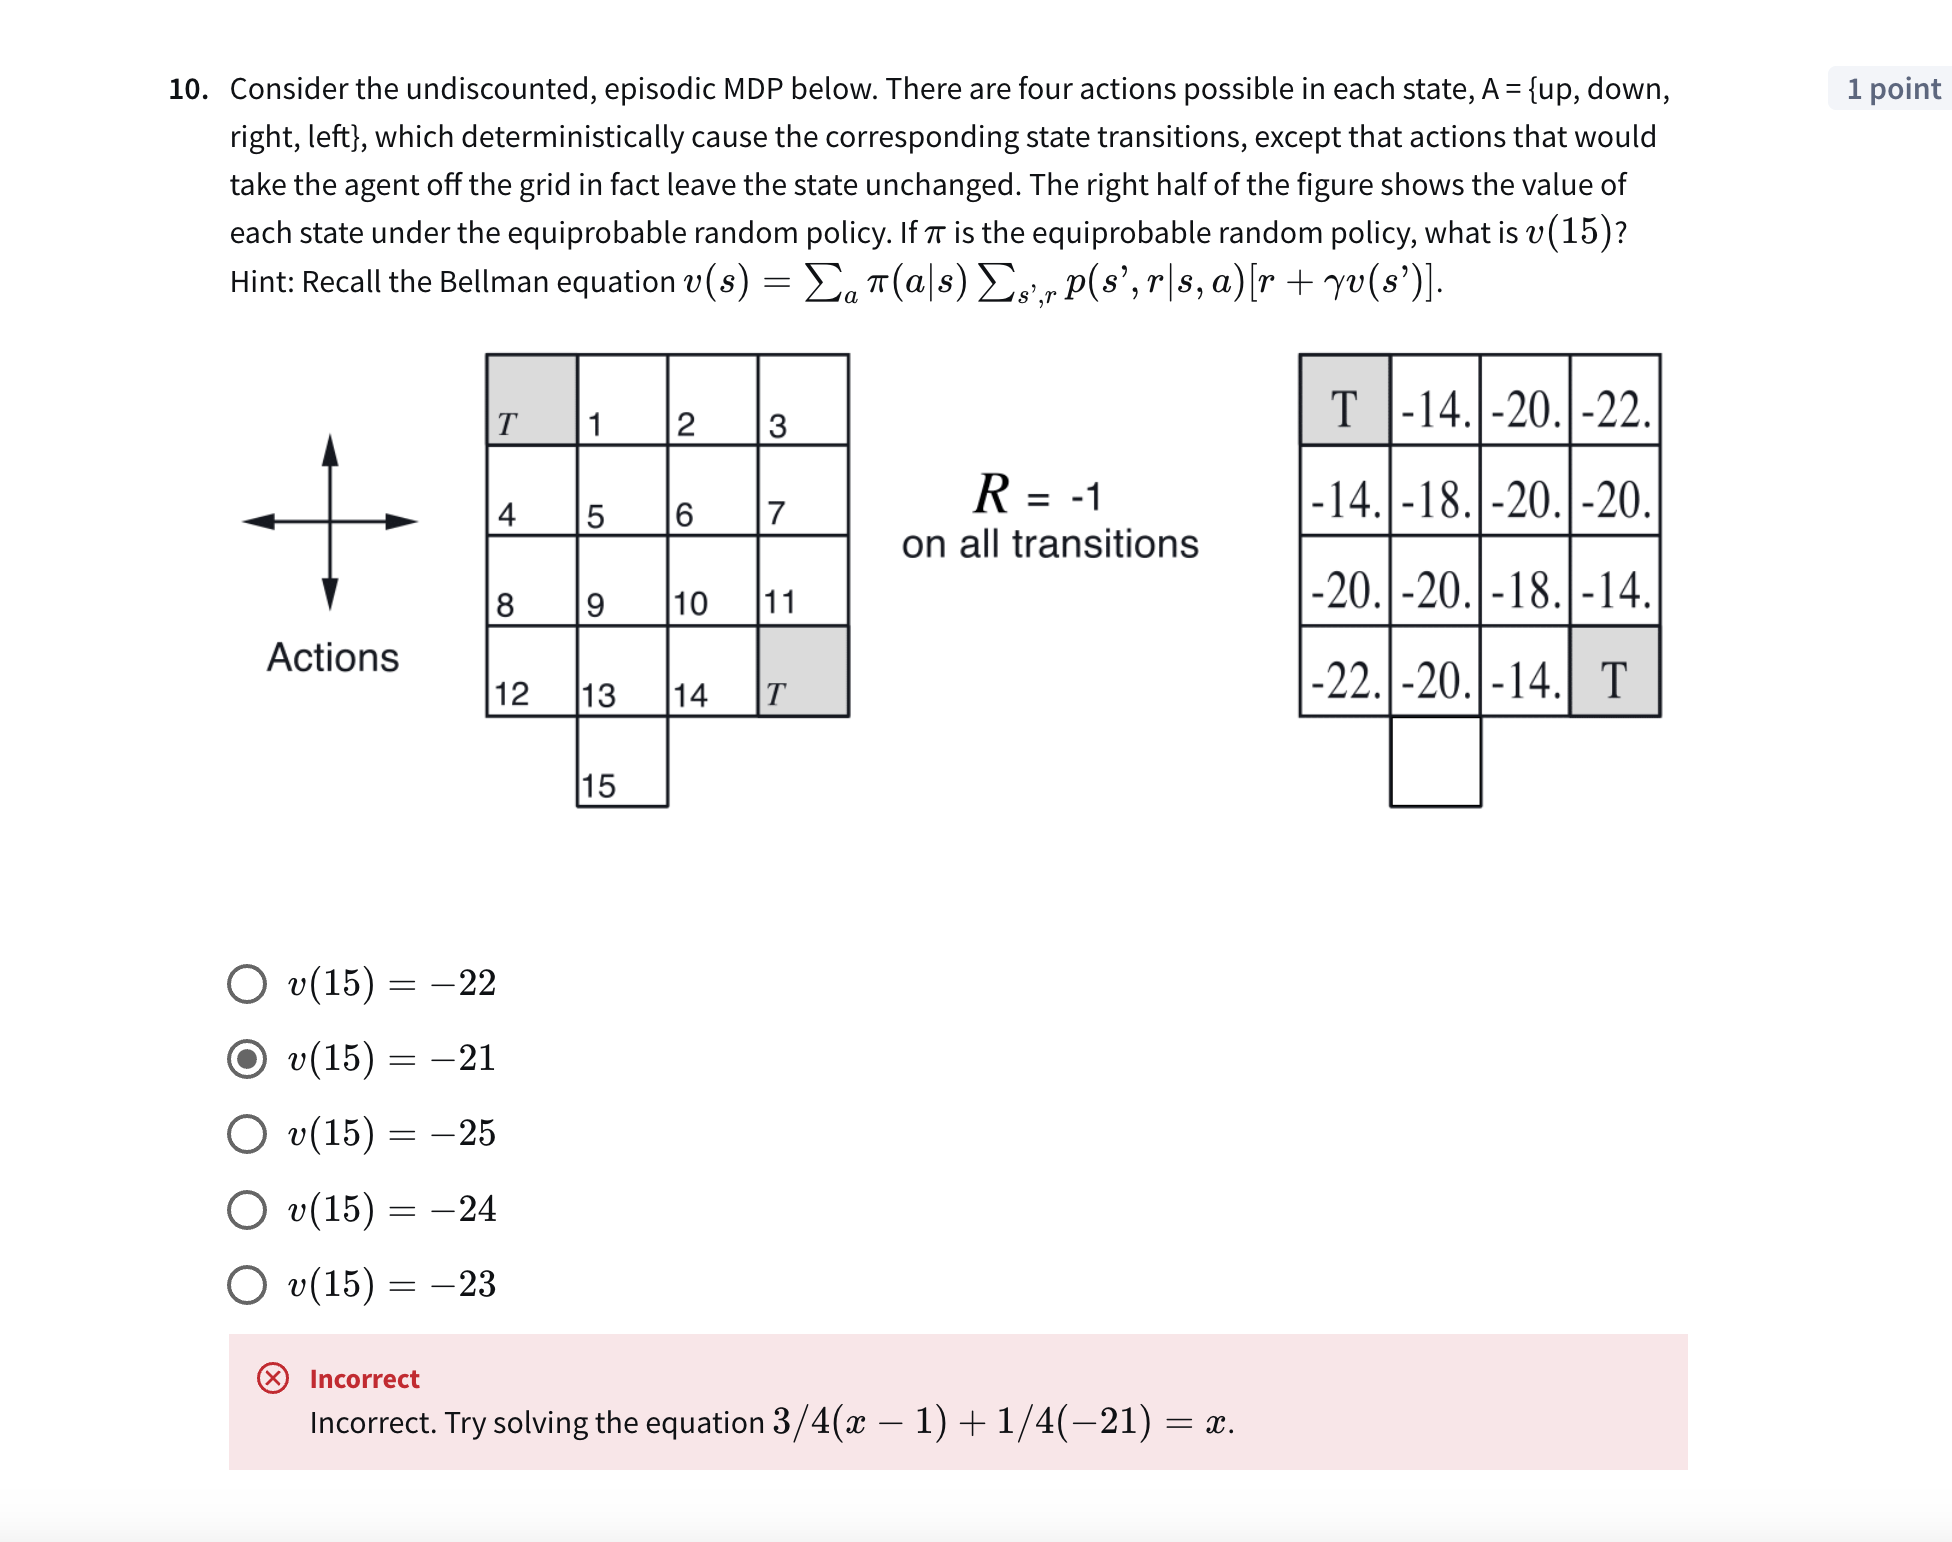 10. Consider the undiscounted, episodic MDP below. There are four actions possible in each state, A = {up, down,
1 point
right, left}, which deterministically cause the corresponding state transitions, except that actions that would
take the agent off the grid in fact leave the state unchanged. The right half of the figure shows the value of
each state under the equiprobable random policy. If π is the equiprobable random policy, what is v(15)?
Hint: Recall the Bellman equation v(s) = ∑ₐ π(a|s) ∑ₛ’,ᵣ p(s’, r|s, a)[r + γv(s’)].
T 1 2 3
4 5 6 7
8 9 10 11
12 13 14 T
15
Actions
R = -1
on all transitions
T -14. -20. -22.
-14. -18. -20. -20.
-20. -20. -18. -14.
-22. -20. -14. T
v(15) = −22
v(15) = −21
v(15) = −25
v(15) = −24
v(15) = −23
Incorrect
Incorrect. Try solving the equation 3/4(x − 1) + 1/4(−21) = x.